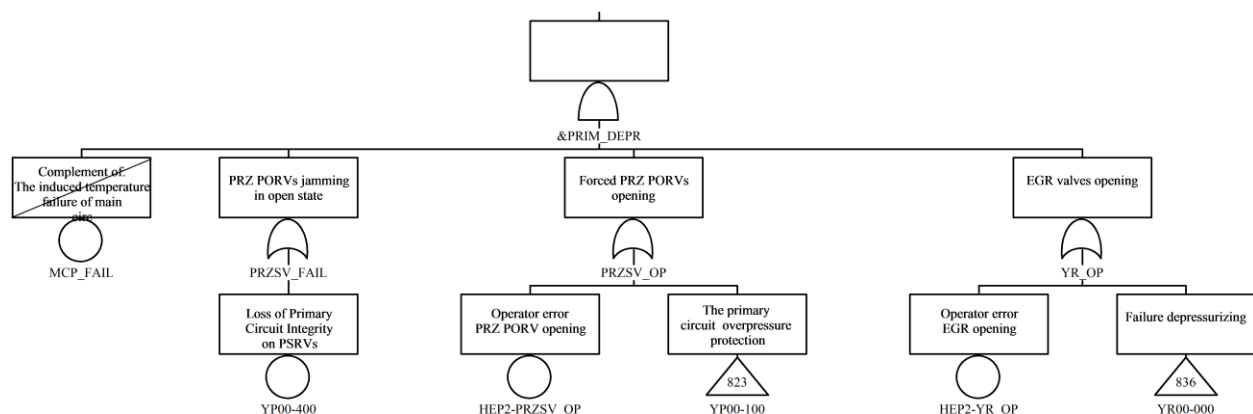 &PRIM_DEPR
Complement of:
The induced temperature
failure of main
circ
MCP_FAIL
PRZ PORVs jamming
in open state
PRZSV_FAIL
Loss of Primary
Circuit Integrity
on PSRVs
YP00-400
Forced PRZ PORVs
opening
PRZSV_OP
Operator error
PRZ PORV opening
HEP2-PRZSV_OP
The primary
circuit overpressure
protection
823
YP00-100
EGR valves opening
YR_OP
Operator error
EGR opening
HEP2-YR_OP
Failure depressurizing
836
YR00-000